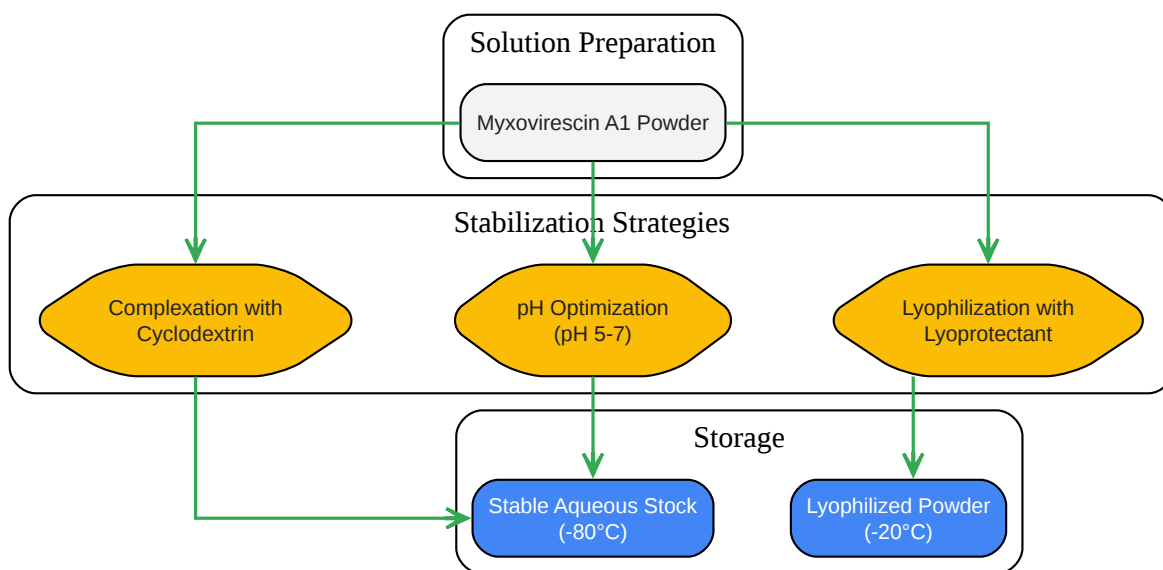 Solution Preparation
Myxovirescin A1 Powder
Stabilization Strategies
Complexation with
Cyclodextrin
pH Optimization
(pH 5-7)
Lyophilization with
Lyoprotectant
Storage
Stable Aqueous Stock
(-80°C)
Lyophilized Powder
(-20°C)